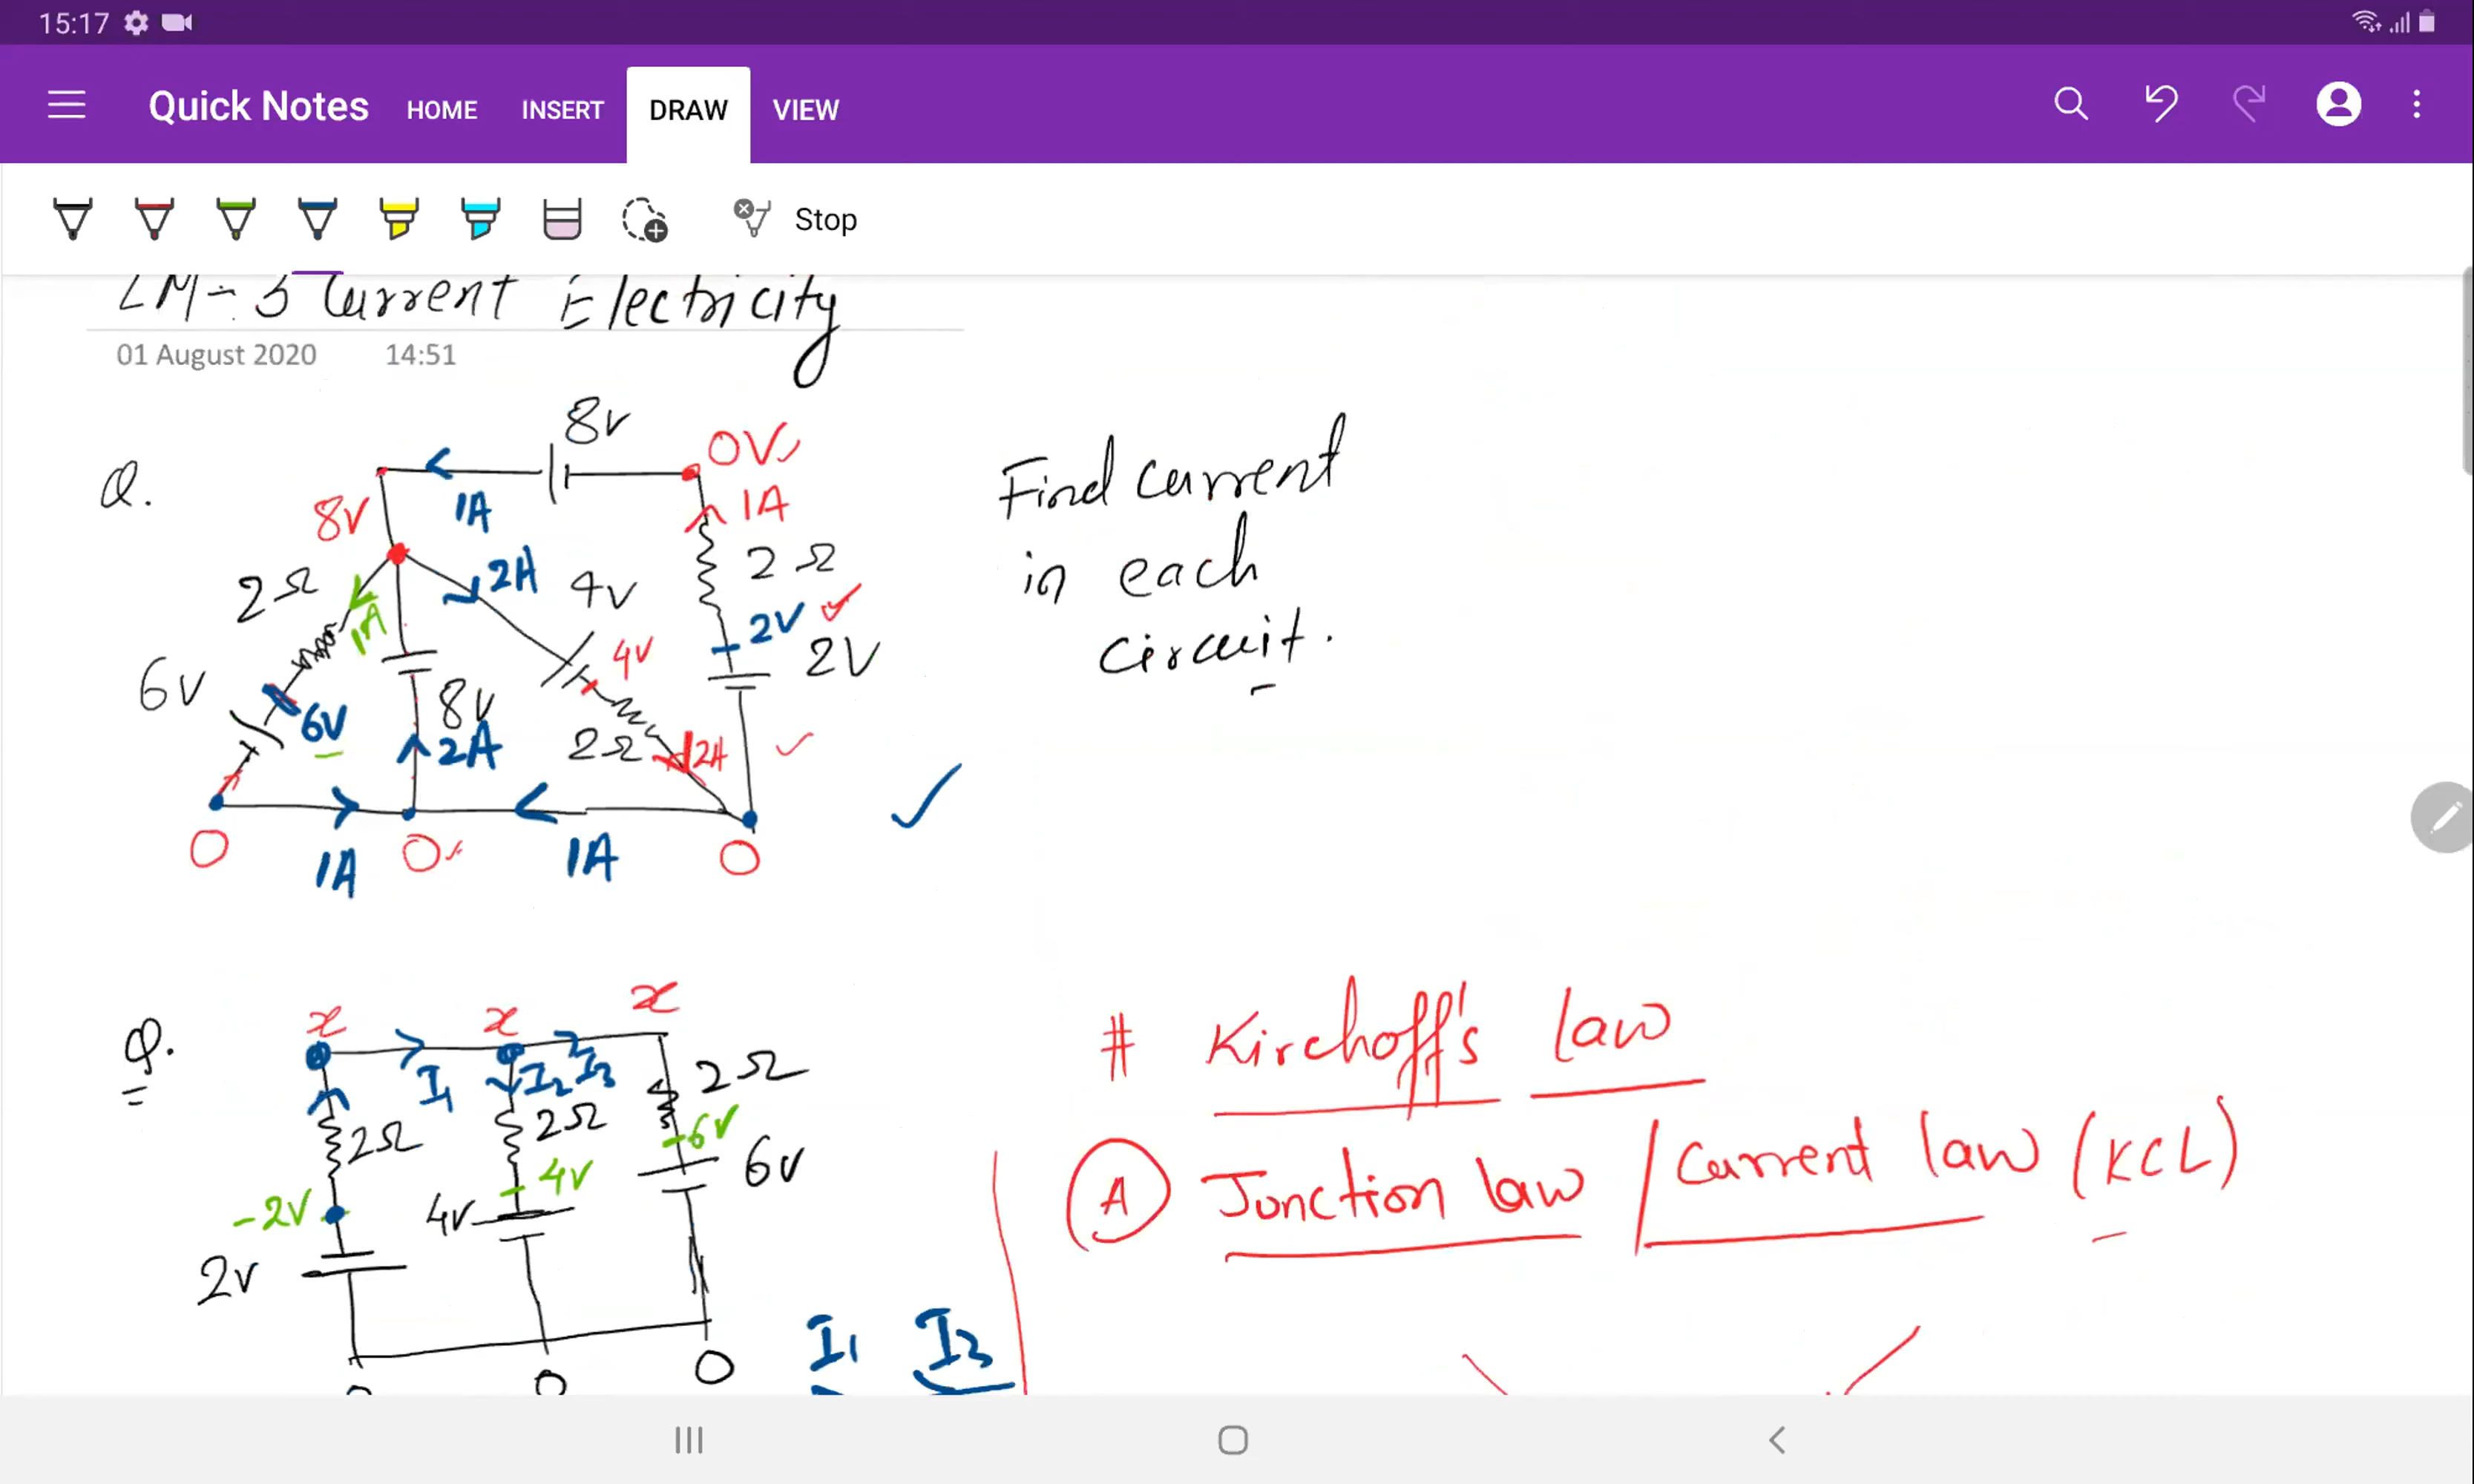 15:17
Quick Notes HOME INSERT DRAW VIEW
Stop
Current Electricity
01 August 2020 14:51
Q.
8V
0V
1A
1A
8V
2Ω
2A
4V
2Ω
1A
2V
4V
2V
6V
6V
8V
2A
2Ω
2A
0
1A
0
1A
0
Find current
in each
circuit.
Q.
x
x
x
I1
I2
I3
2Ω
2Ω
2Ω
-2V
4V
6V
4V
6V
2V
0
0
I1 I3
# Kirchoff's law
A Junction law / Current law (KCL)